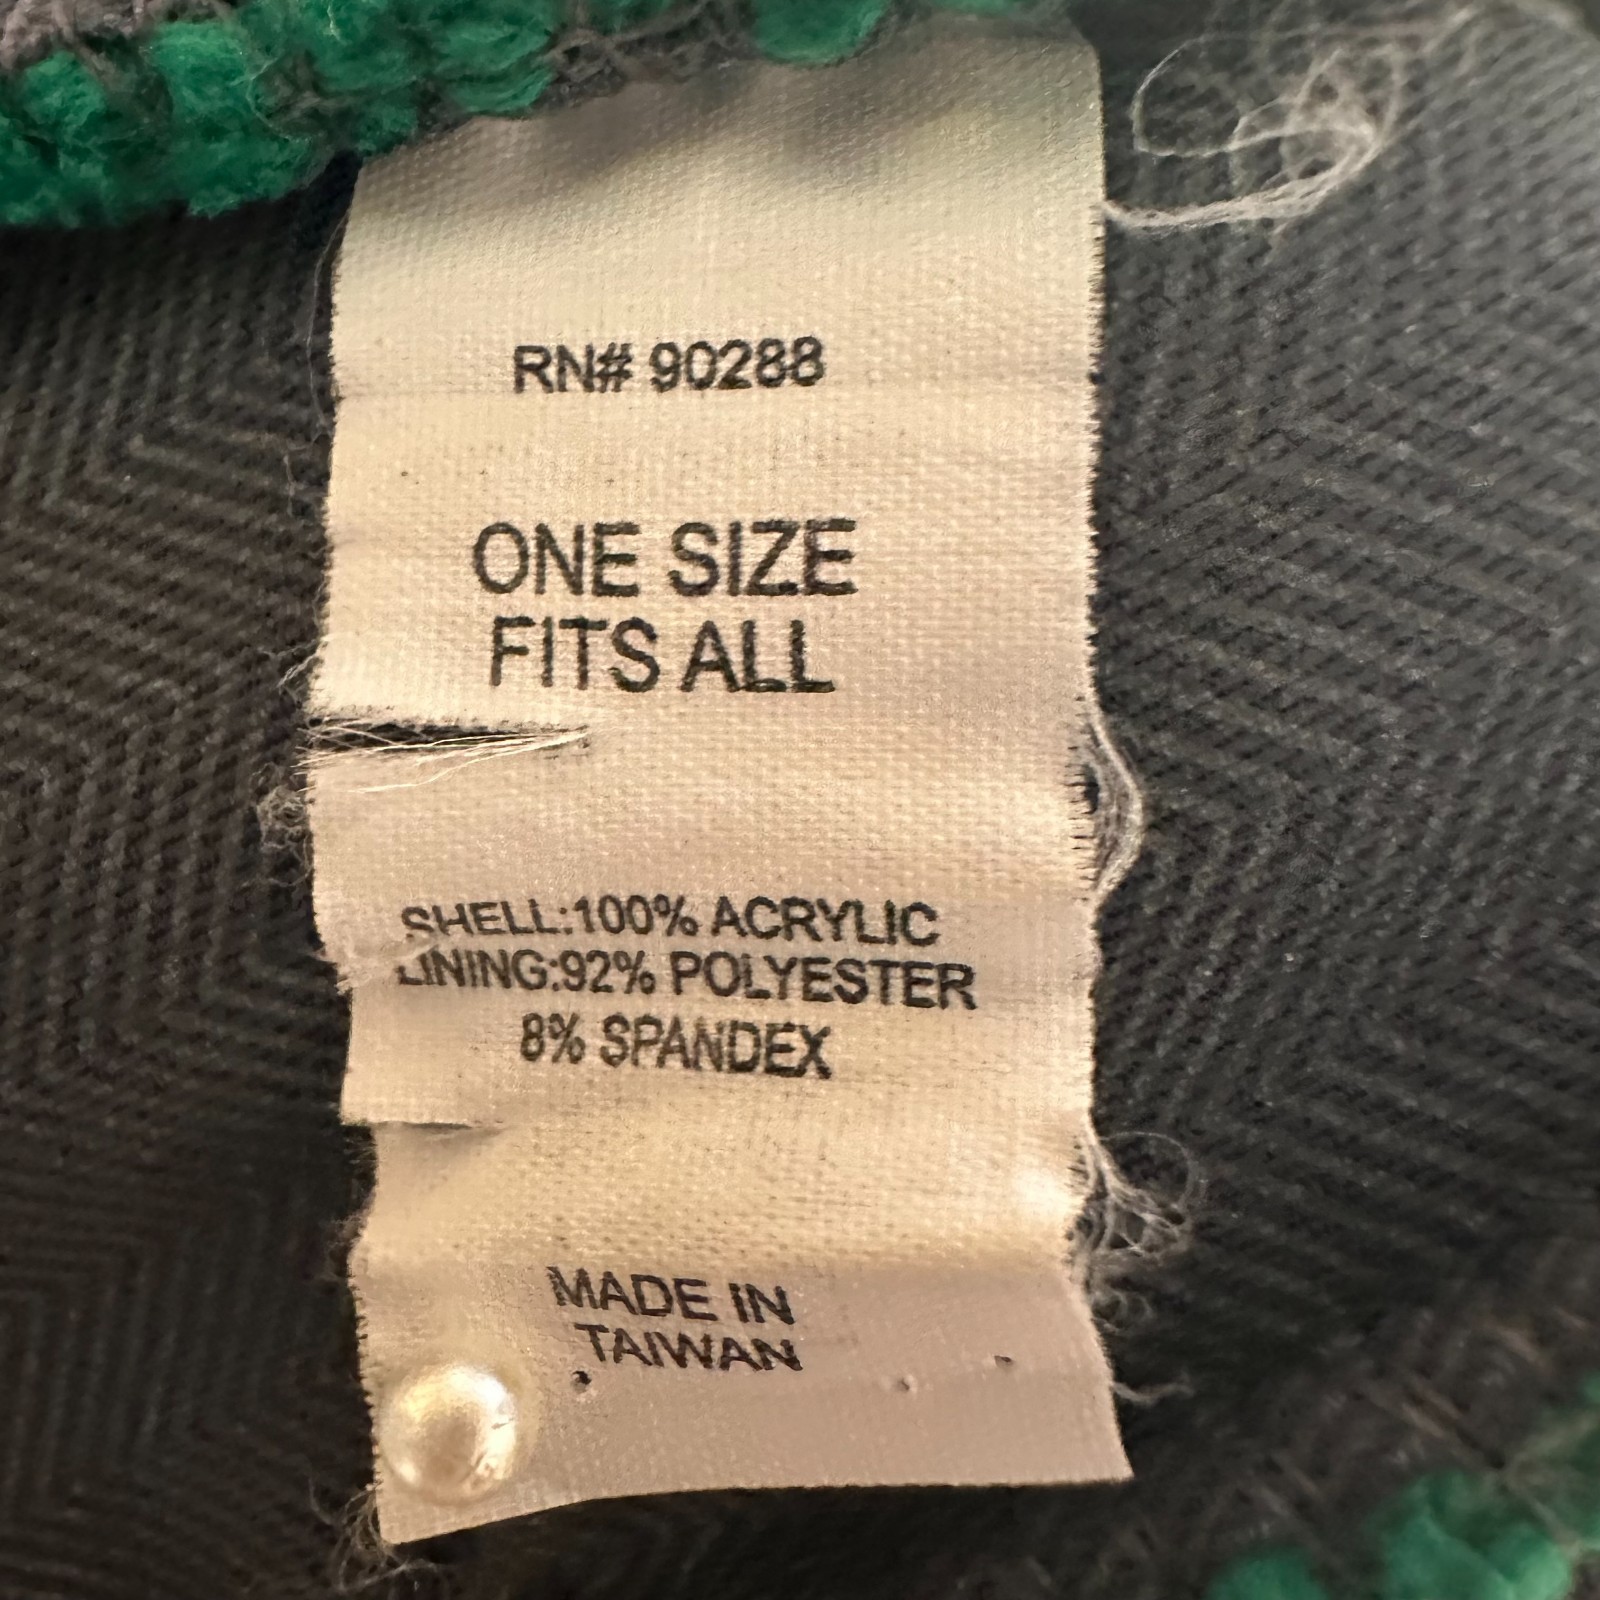 RN# 90288
ONE SIZE
FITS ALL
SHELL:100% ACRYLIC
LINING:92% POLYESTER
8% SPANDEX
MADE IN
TAIWAN